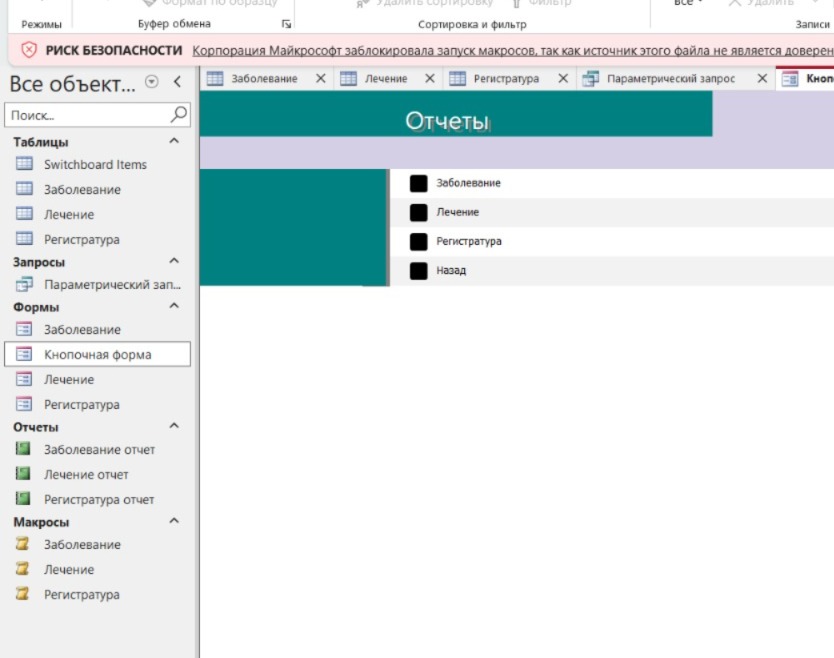 Формат по образцу
Удалить сортировку
Фильтр
Все
Удалить
Режимы
Буфер обмена
Сортировка и фильтр
Записи
РИСК БЕЗОПАСНОСТИ Корпорация Майкрософт заблокировала запуск макросов, так как источник этого файла не является доверен
Все объект...
Заболевание
Лечение
Регистратура
Параметрический запрос
Кноп
Поиск...
Таблицы
Switchboard Items
Заболевание
Лечение
Регистратура
Запросы
Параметрический зап...
Формы
Заболевание
Кнопочная форма
Лечение
Регистратура
Отчеты
Заболевание отчет
Лечение отчет
Регистратура отчет
Макросы
Заболевание
Лечение
Регистратура
Отчеты
Заболевание
Лечение
Регистратура
Назад